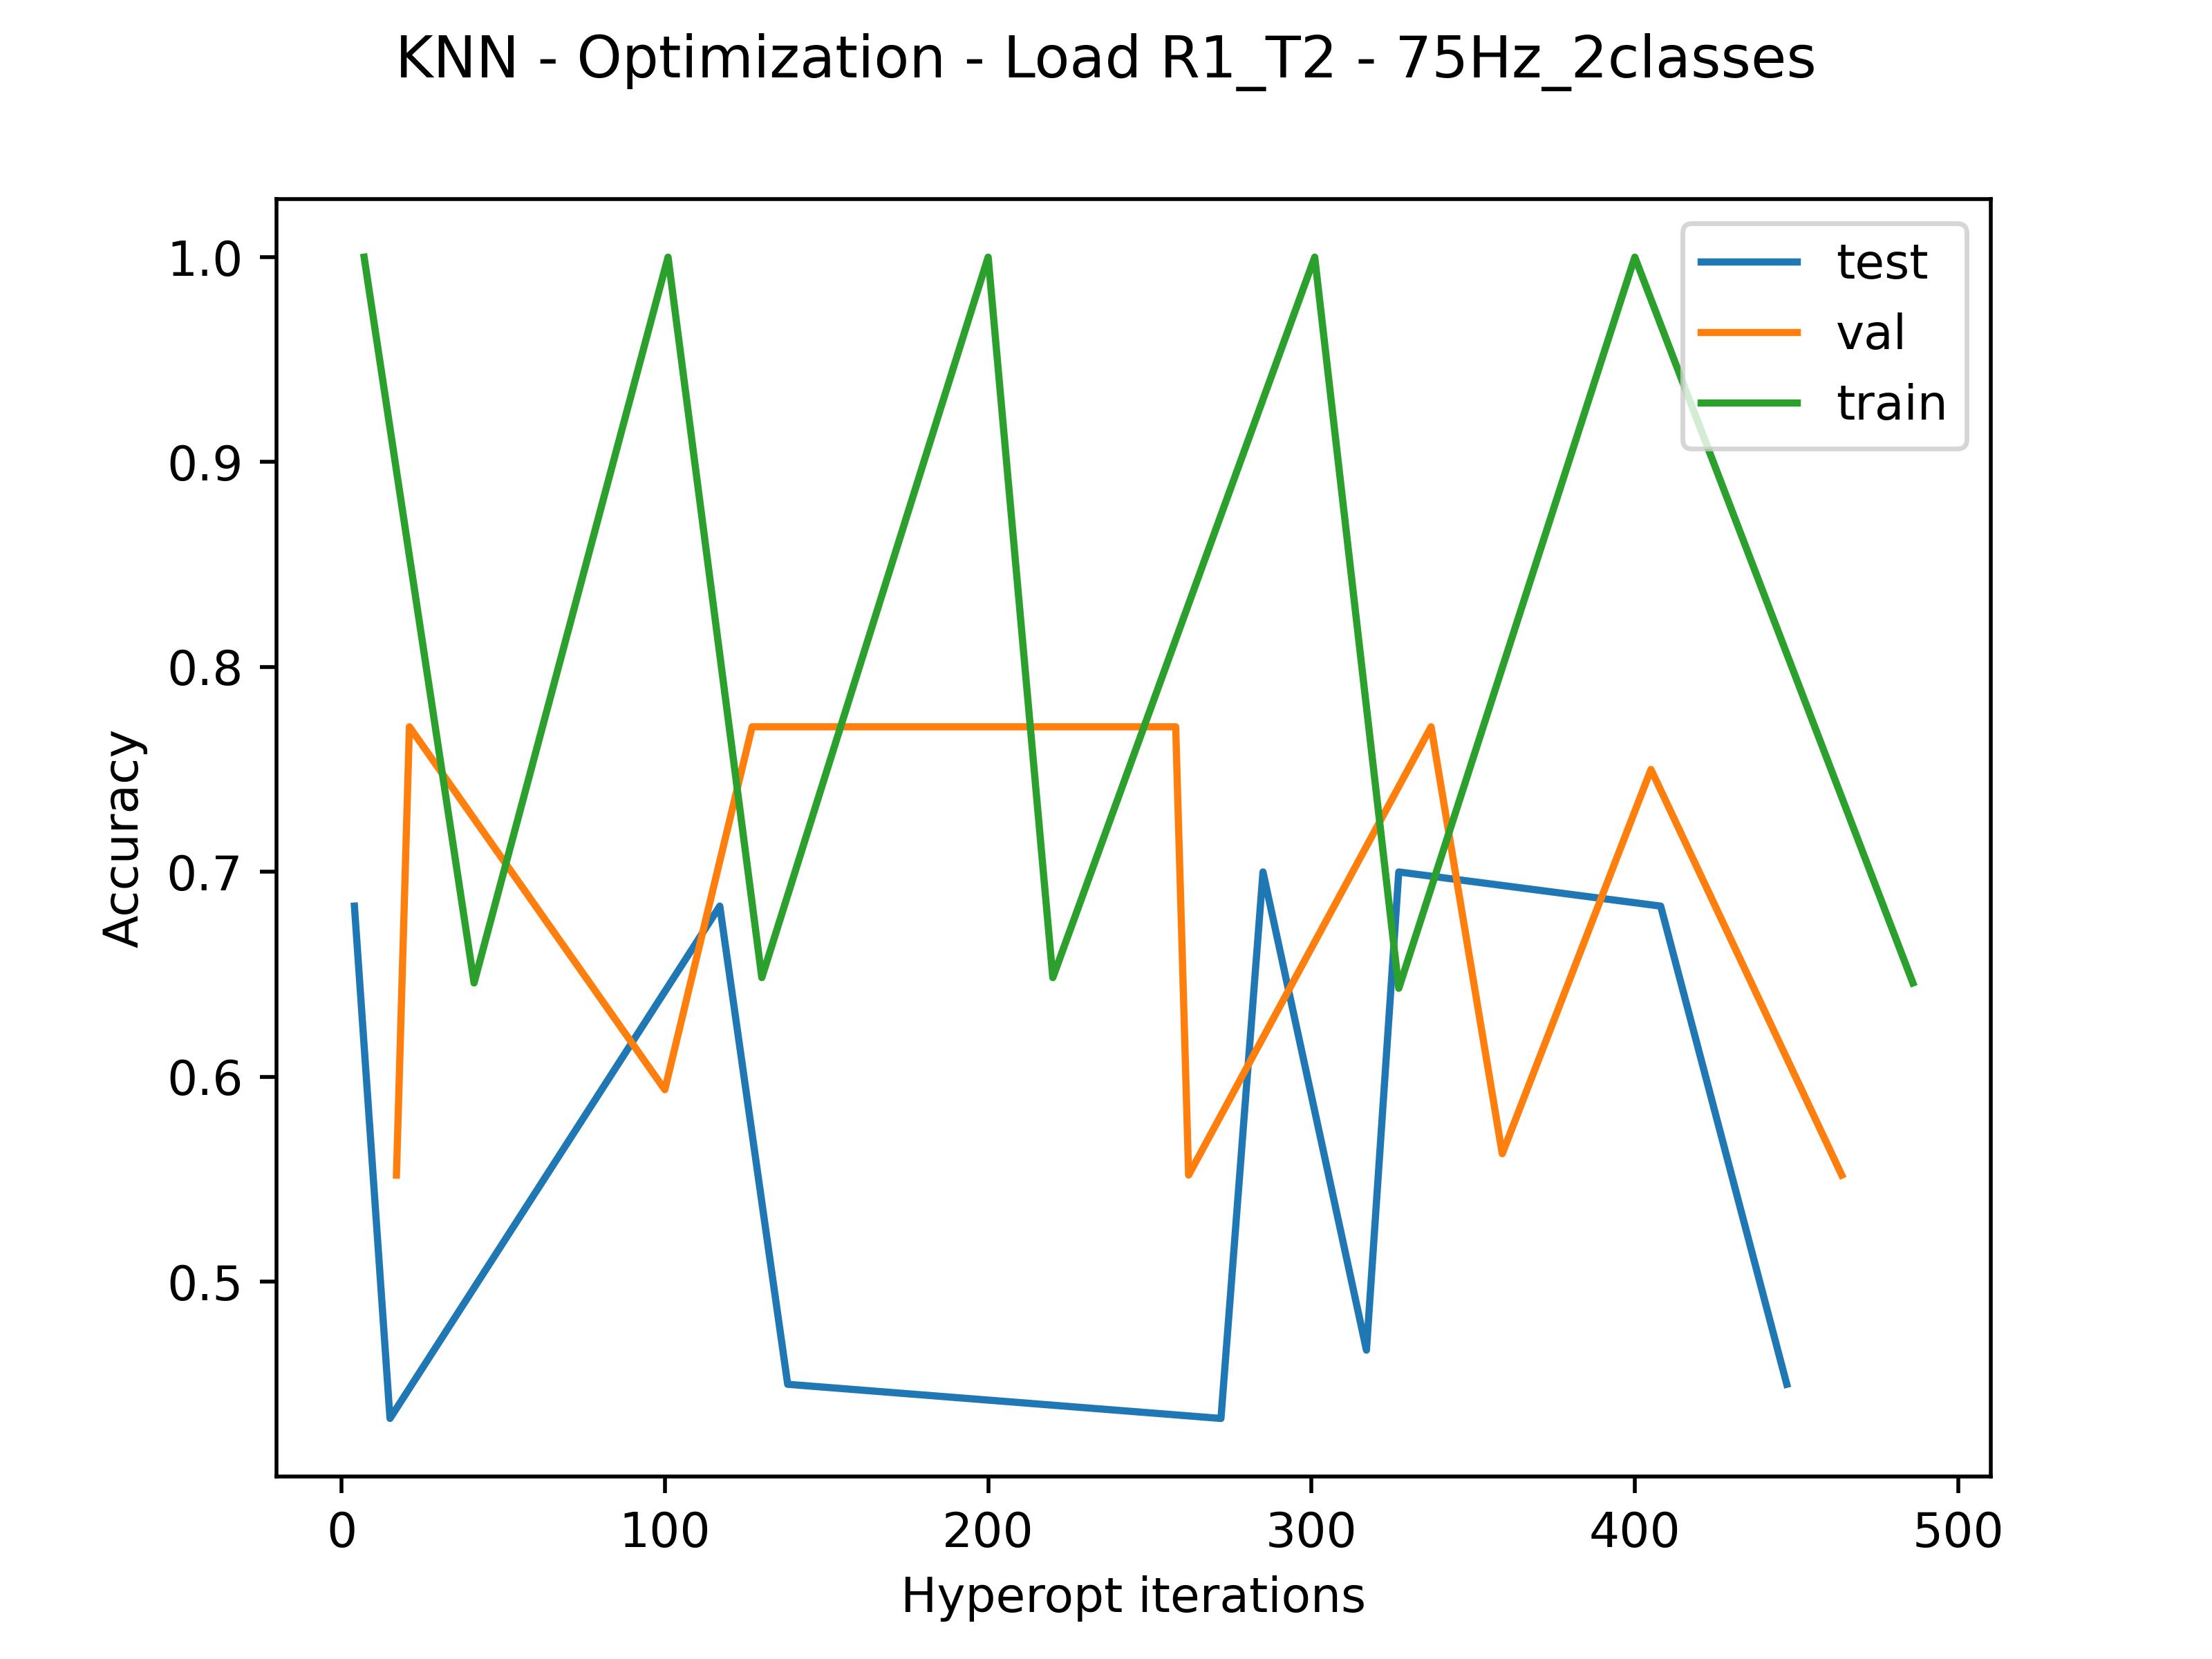 KNN - Optimization - Load R1_T2 - 75Hz_2classes
test
val
train
1.0
0.9
0.8
0.7
0.6
0.5
Accuracy
0 100 200 300 400 500
Hyperopt iterations